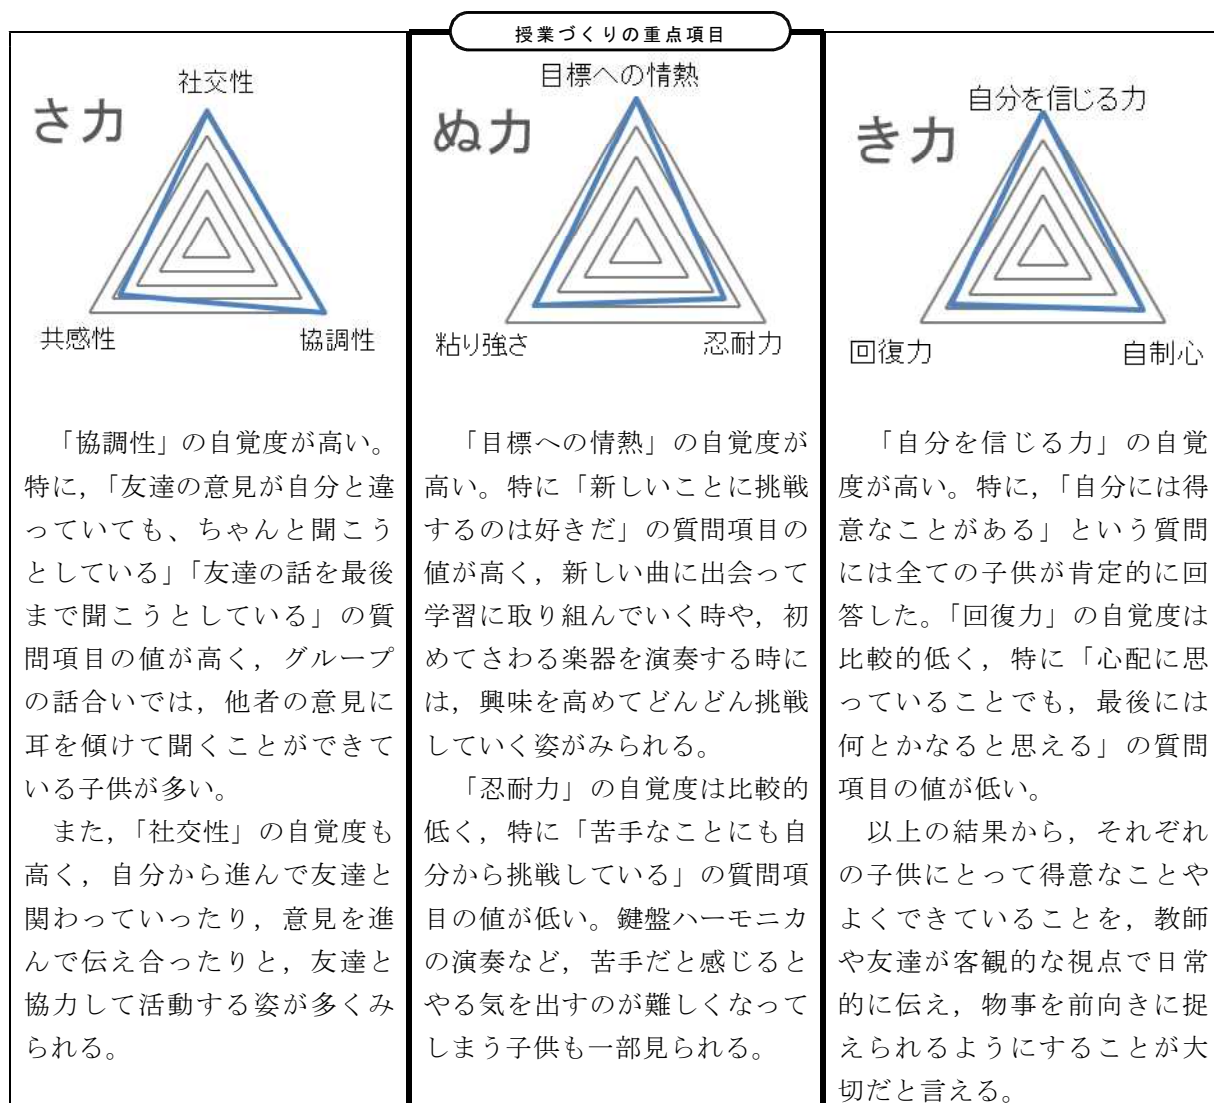 授業づくりの重点項目
さ力
社交性
共感性
協調性
「協調性」の自覚度が高い。
特に，「友達の意見が自分と違
っていても、ちゃんと聞こう
としている」「友達の話を最後
まで聞こうとしている」の質
問項目の値が高く，グループ
の話合いでは，他者の意見に
耳を傾けて聞くことができて
いる子供が多い。
また，「社交性」の自覚度も
高く，自分から進んで友達と
関わっていったり，意見を進
んで伝え合ったりと，友達と
協力して活動する姿が多くみ
られる。
ぬ力
目標への情熱
粘り強さ
忍耐力
「目標への情熱」の自覚度が
高い。特に「新しいことに挑戦
するのは好きだ」の質問項目の
値が高く，新しい曲に出会って
学習に取り組んでいく時や，初
めてさわる楽器を演奏する時に
は，興味を高めてどんどん挑戦
していく姿がみられる。
「忍耐力」の自覚度は比較的
低く，特に「苦手なことにも自
分から挑戦している」の質問項
目の値が低い。鍵盤ハーモニカ
の演奏など，苦手だと感じると
やる気を出すのが難しくなって
しまう子供も一部見られる。
き力
自分を信じる力
回復力
自制心
「自分を信じる力」の自覚
度が高い。特に，「自分には得
意なことがある」という質問
には全ての子供が肯定的に回
答した。「回復力」の自覚度は
比較的低く，特に「心配に思
っていることでも，最後には
何とかなると思える」の質問
項目の値が低い。
以上の結果から，それぞれ
の子供にとって得意なことや
よくできていることを，教師
や友達が客観的な視点で日常
的に伝え，物事を前向きに捉
えられるようにすることが大
切だと言える。